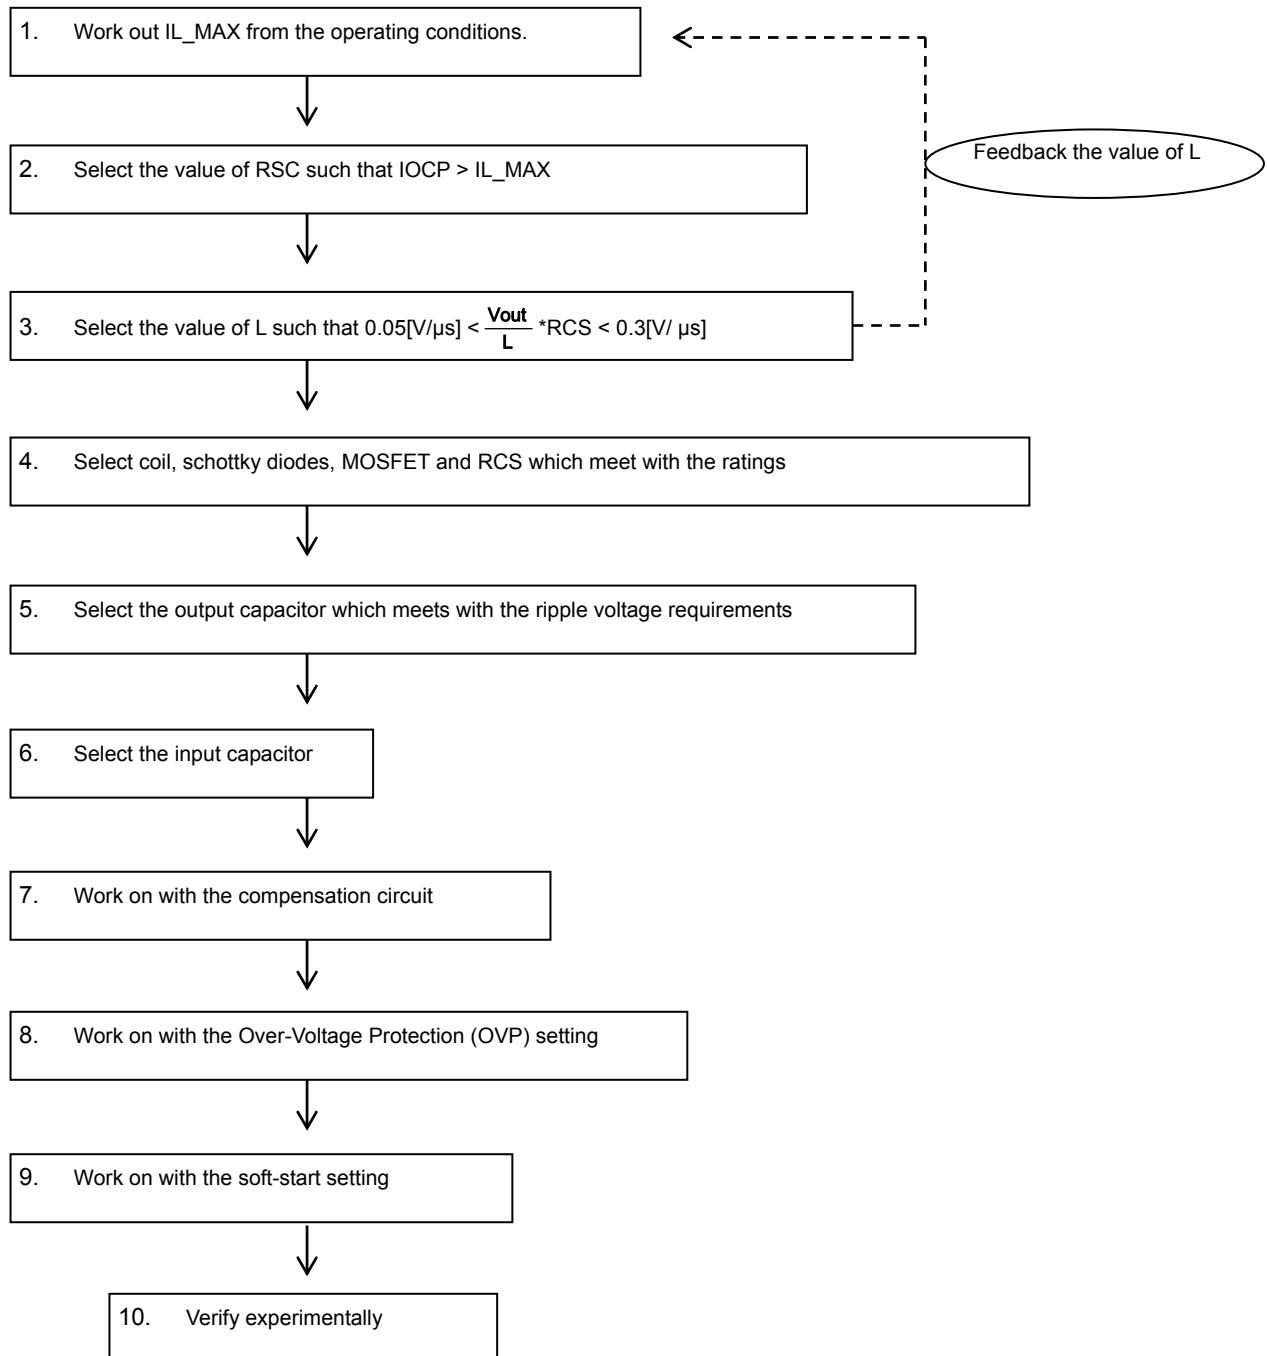 1. Work out IL_MAX from the operating conditions.
Feedback the value of L
2. Select the value of RSC such that IOCP > IL_MAX
3. Select the value of L such that 0.05[V/μs] < Vout/L *RCS < 0.3[V/ μs]
4. Select coil, schottky diodes, MOSFET and RCS which meet with the ratings
5. Select the output capacitor which meets with the ripple voltage requirements
6. Select the input capacitor
7. Work on with the compensation circuit
8. Work on with the Over-Voltage Protection (OVP) setting
9. Work on with the soft-start setting
10. Verify experimentally